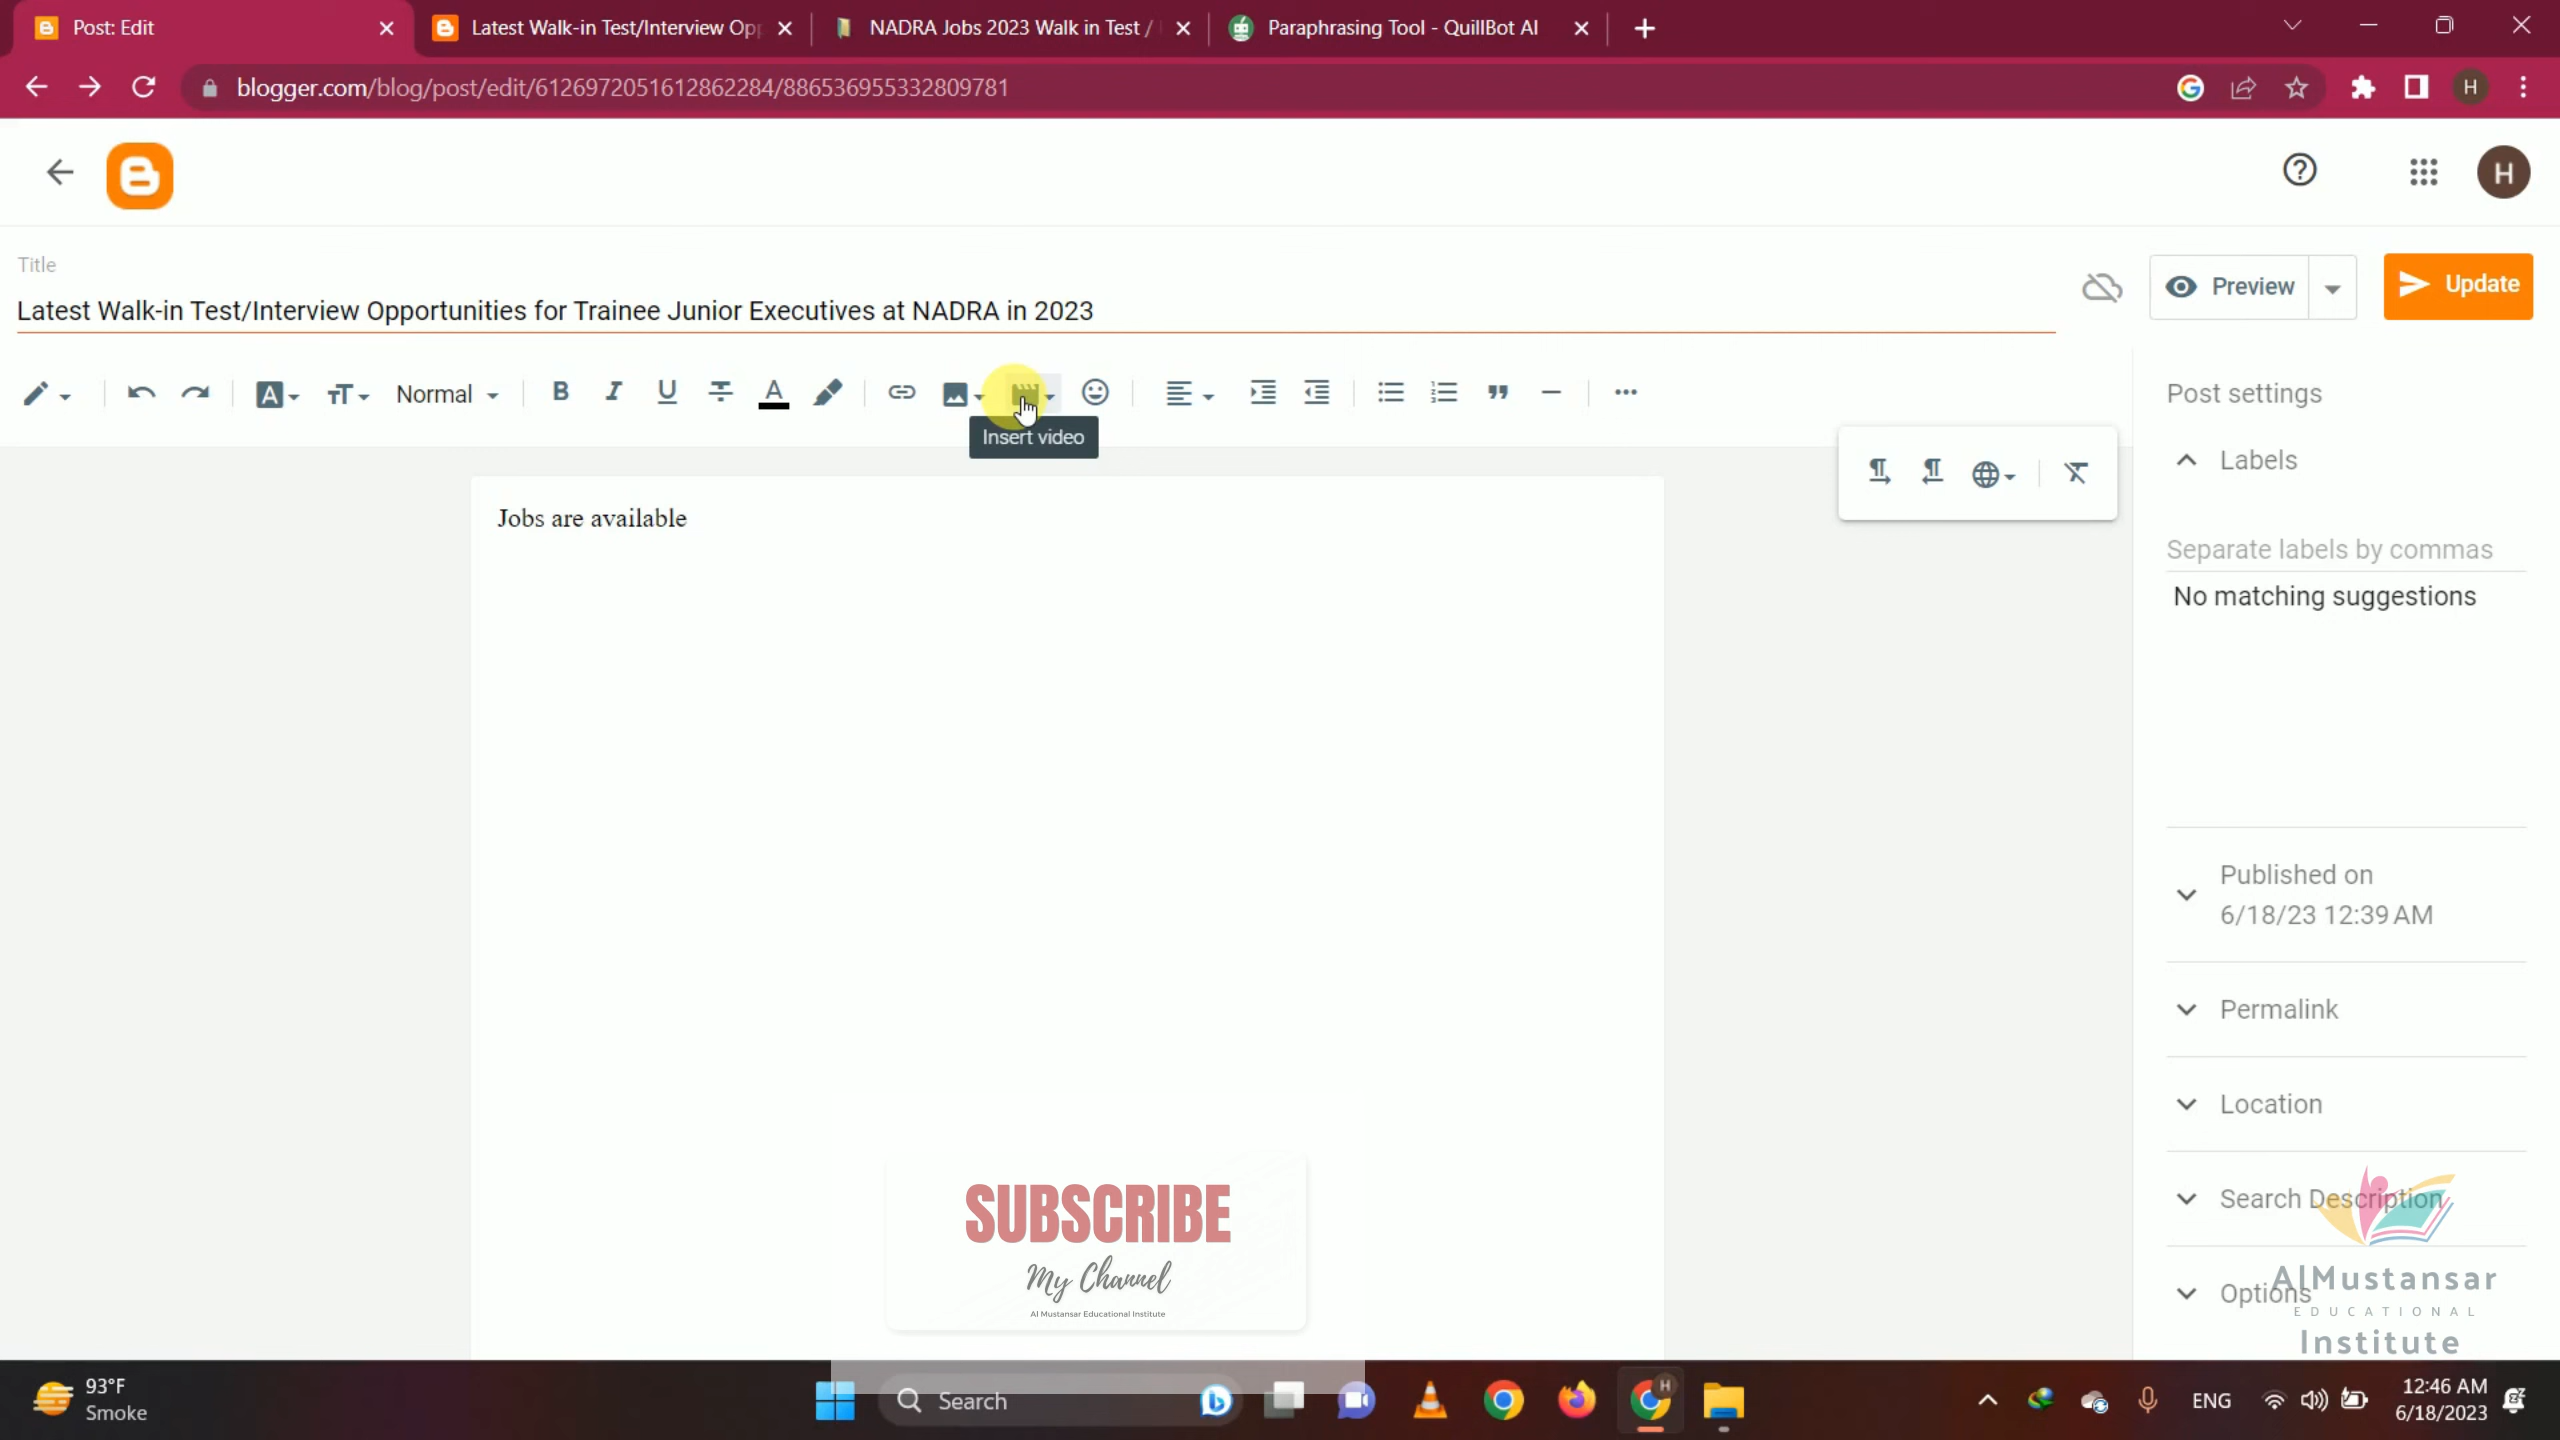 Post: Edit
Latest Walk-in Test/Interview Opp
NADRA Jobs 2023 Walk in Test /
Paraphrasing Tool - QuillBot AI
blogger.com/blog/post/edit/6126972051612862284/886536955332809781
H
H
Title
Latest Walk-in Test/Interview Opportunities for Trainee Junior Executives at NADRA in 2023
Preview
Update
Normal
Insert video
Post settings
Labels
Jobs are available
Separate labels by commas
No matching suggestions
Published on
6/18/23 12:39 AM
Permalink
Location
Search Description
Options
SUBSCRIBE
My Channel
Al Mustansar Educational Institute
AlMustansar
EDUCATIONAL
Institute
93°F
Smoke
Search
H
ENG
12:46 AM
6/18/2023